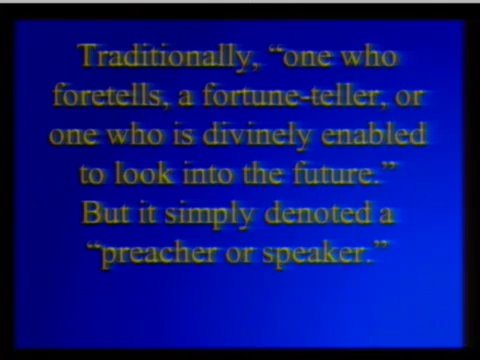 Traditionally, “one who
foretells, a fortune-teller, or
one who is divinely enabled
to look into the future.”
But it simply denoted a
“preacher or speaker.”